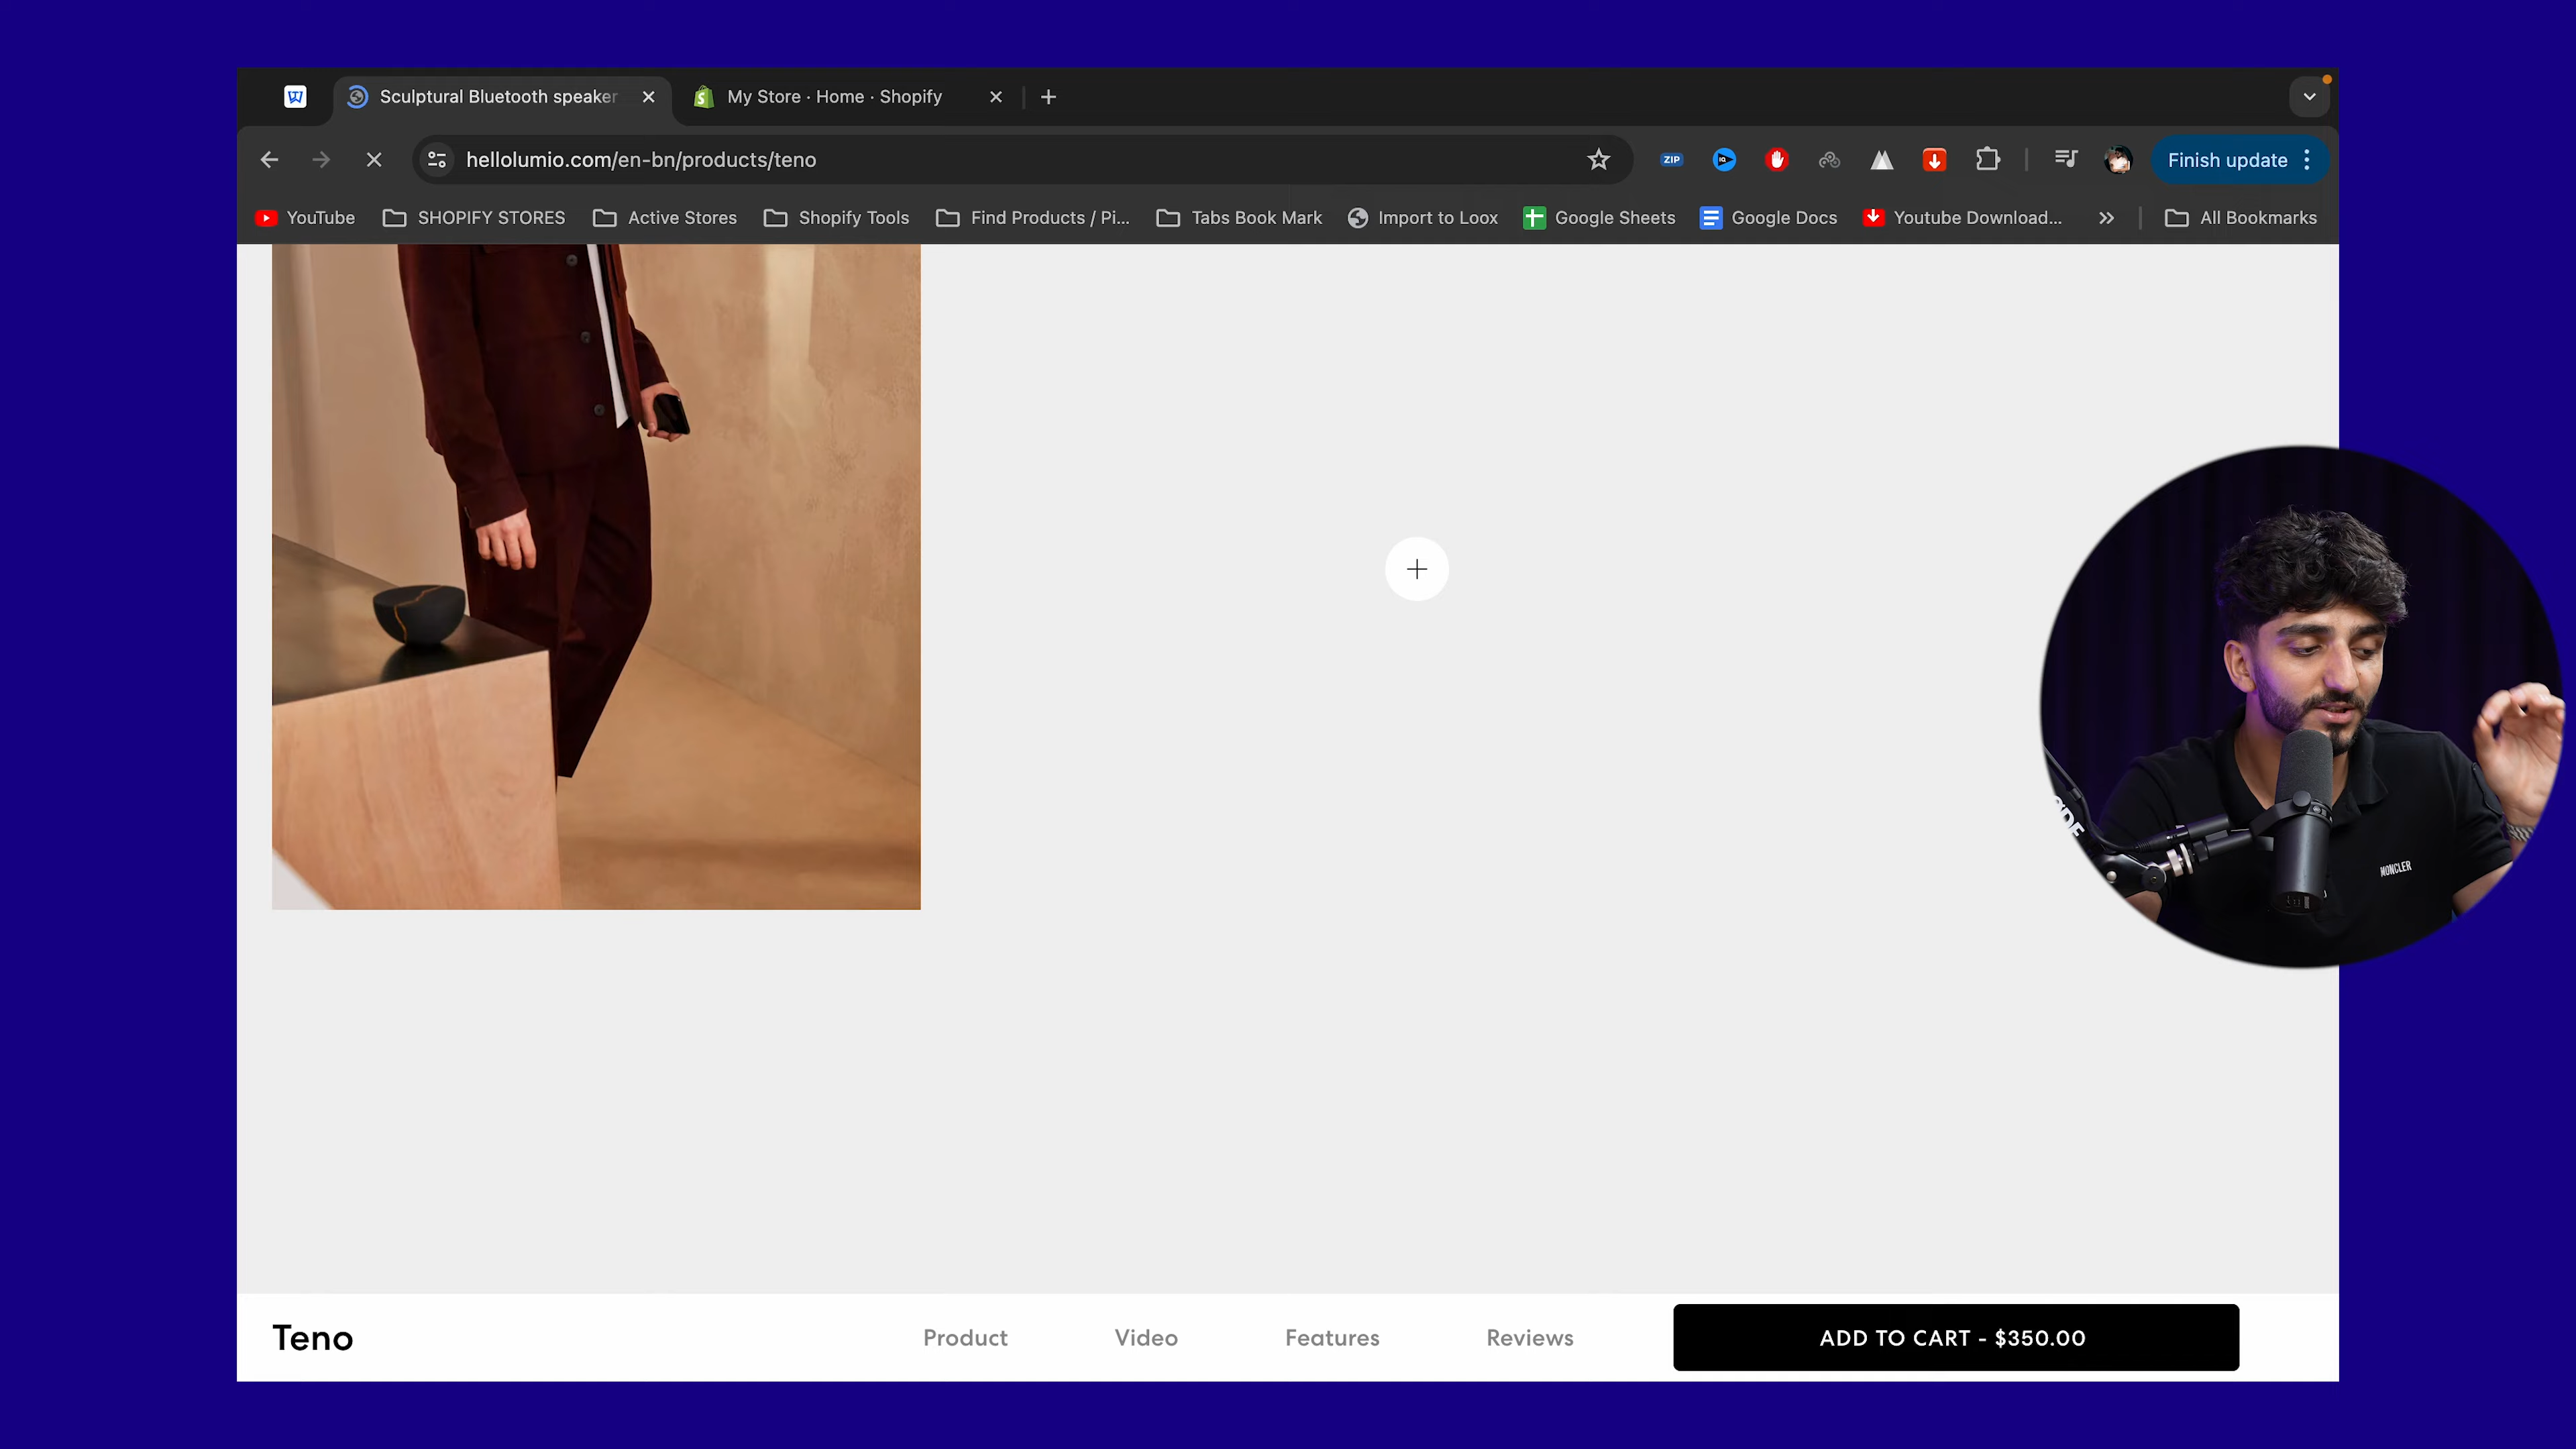 Sculptural Bluetooth speaker
My Store · Home · Shopify
hellolumio.com/en-bn/products/teno
ZIP
Finish update
YouTube
SHOPIFY STORES
Active Stores
Shopify Tools
Find Products / Pi...
Tabs Book Mark
Import to Loox
Google Sheets
Google Docs
Youtube Download...
All Bookmarks
MONCLER
Teno
Product
Video
Features
Reviews
ADD TO CART - $350.00